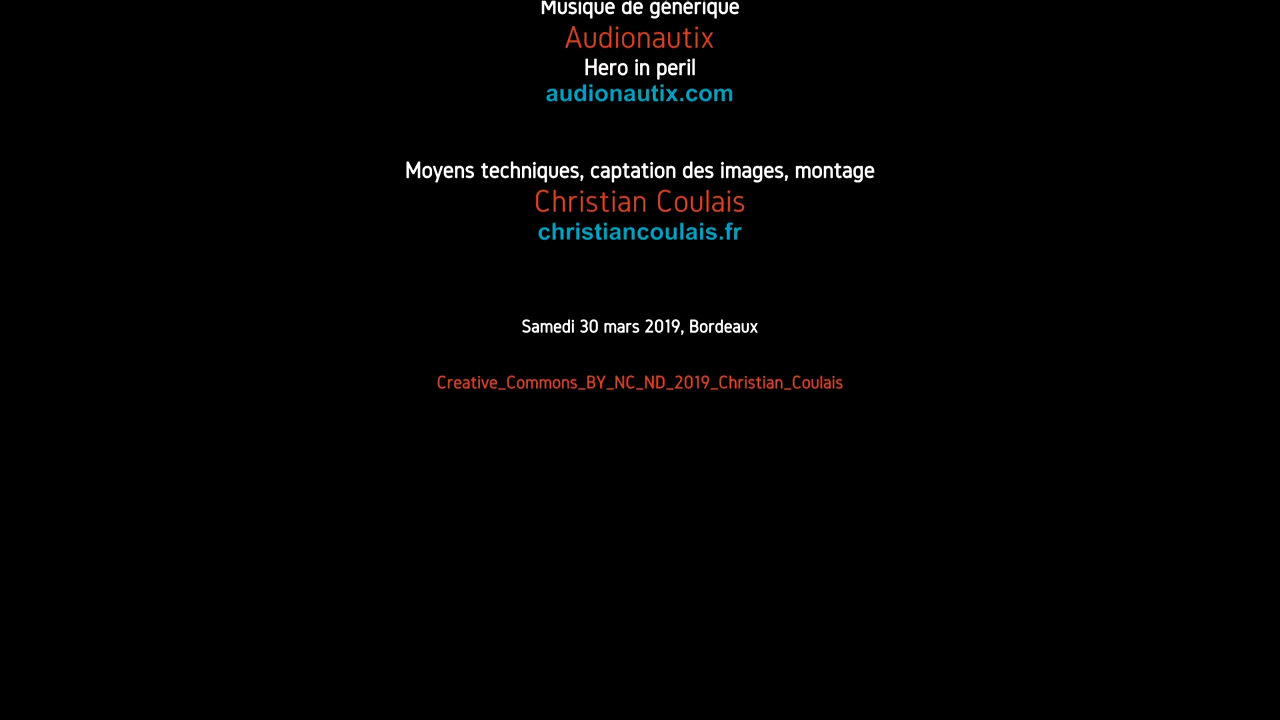 Musique de générique
Audionautix
Hero in peril
audionautix.com
Moyens techniques, captation des images, montage
Christian Coulais
christiancoulais.fr
Samedi 30 mars 2019, Bordeaux
Creative_Commons_BY_NC_ND_2019_Christian_Coulais